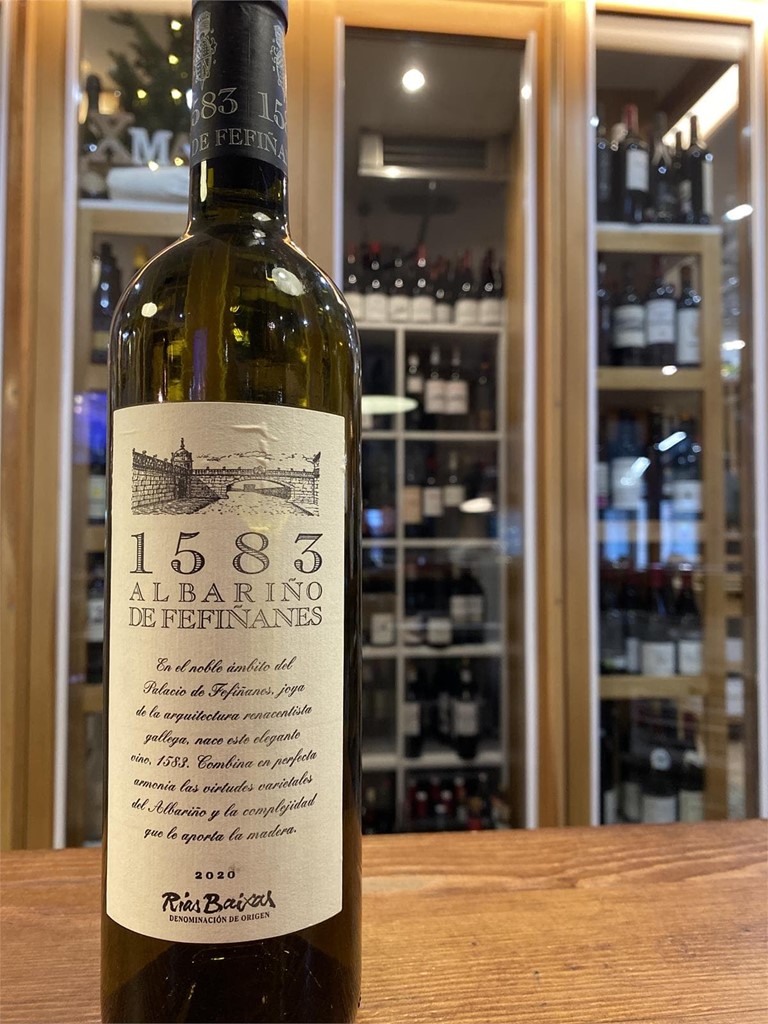 583 15
DE FEFIÑA
XMA
1583
ALBARIÑO
DE FEFIÑANES
En el noble ámbito del
Palacio de Fefiñanes, joya
de la arquitectura renacentista
gallega, nace este elegante
vino, 1583. Combina en perfecta
armonia las virtudes varietales
del Albariño y la complejidad
que le aporta la madera.
2020
Rías Baixas
DENOMINACIÓN DE ORIGEN